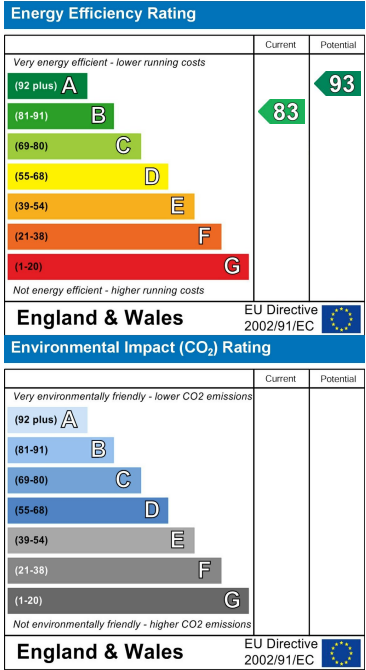 Energy Efficiency Rating
Current Potential
Very energy efficient - lower running costs
(92 plus) A
93
(81-91) B
83
(69-80) C
(55-68) D
(39-54) E
(21-38) F
(1-20) G
Not energy efficient - higher running costs
England & Wales
EU Directive
2002/91/EC
Environmental Impact (CO₂) Rating
Current Potential
Very environmentally friendly - lower CO2 emissions
(92 plus) A
(81-91) B
(69-80) C
(55-68) D
(39-54) E
(21-38) F
(1-20) G
Not environmentally friendly - higher CO2 emissions
England & Wales
EU Directive
2002/91/EC